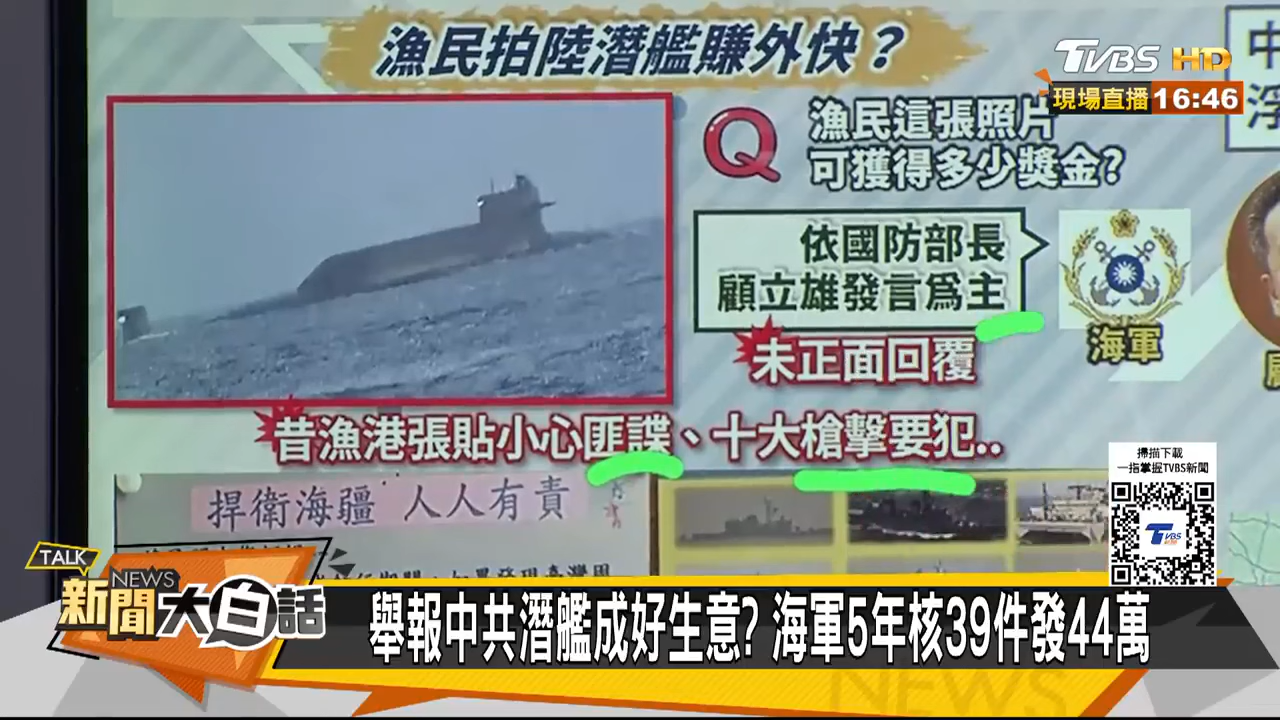 漁民拍陸潛艦賺外快？
TVBS HD
現場直播 16:46
中
浮
Q
漁民這張照片
可獲得多少獎金?
依國防部長
顧立雄發言為主
海軍
未正面回覆
昔漁港張貼小心匪諜、十大槍擊要犯..
捍衛海疆 人人有責
掃描下載
一指掌握TVBS新聞
TVBS
TALK
NEWS
新聞大白話
舉報中共潛艦成好生意? 海軍5年核39件發44萬
NEWS